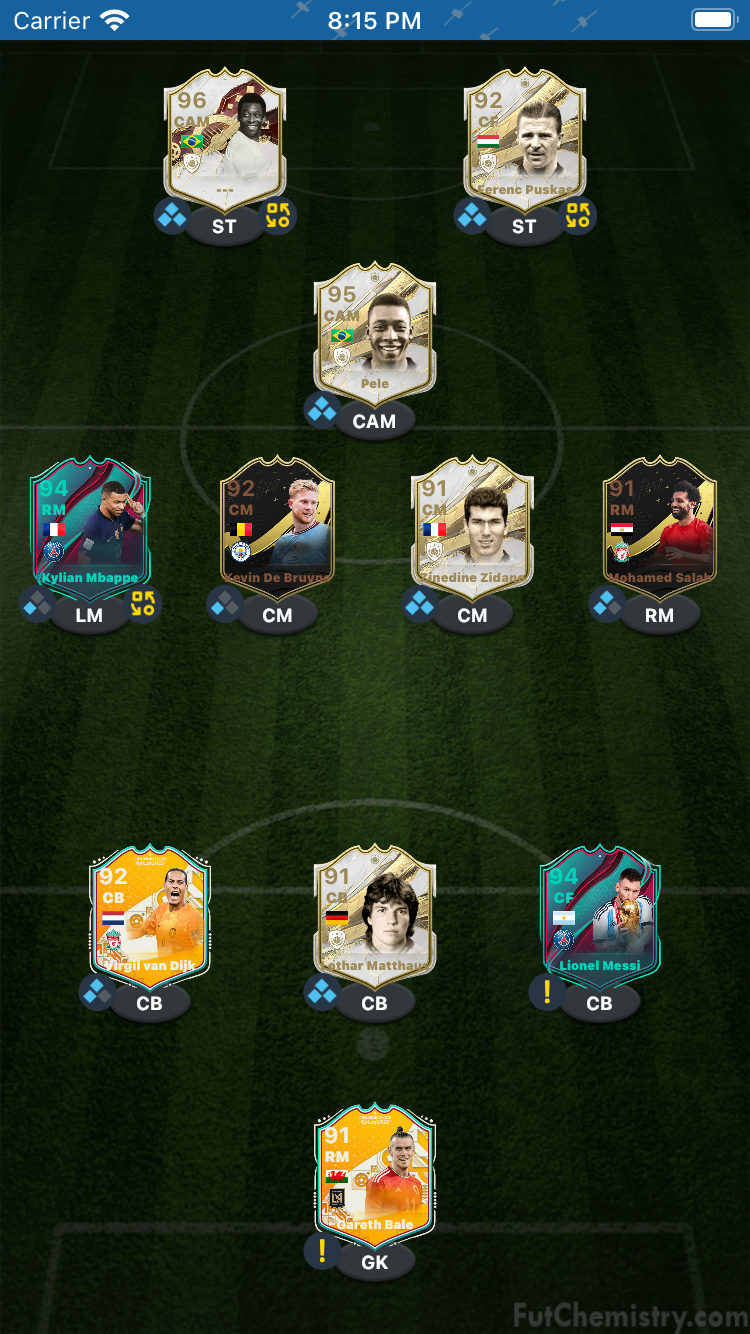 Carrier 8:15 PM
96
CAM
---
ST
92
CF
Ferenc Puskas
ST
95
CAM
Pele
CAM
94
RM
Kylian Mbappe
LM
92
CM
Kevin De Bruyne
CM
91
CM
Zinedine Zidane
CM
91
RM
Mohamed Salah
RM
92
CB
Virgil van Dijk
CB
91
CB
Lothar Matthaus
CB
94
CF
Lionel Messi
! CB
91
RM
Gareth Bale
! GK
FutChemistry.com